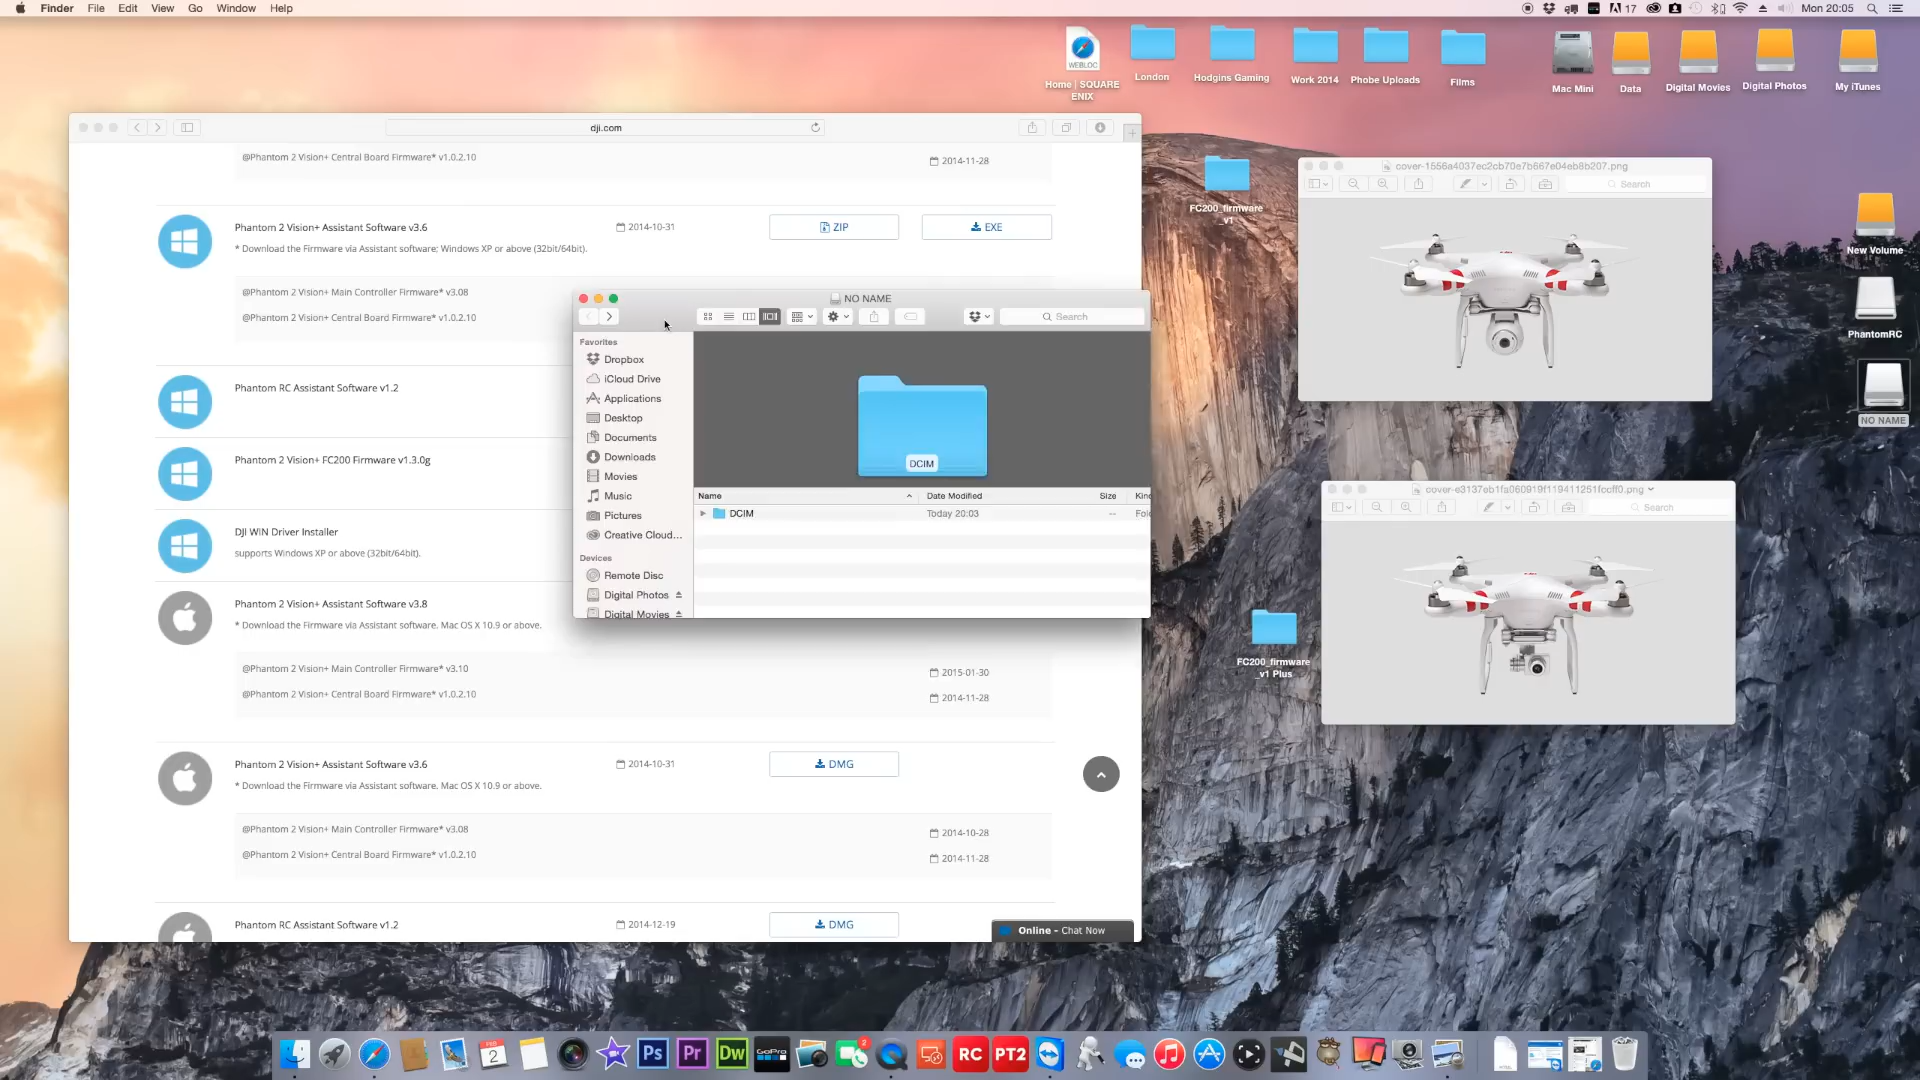 Finder File Edit View Go Window Help
17 Mon 20:05
Home | SQUARE
ENIX
WEBLOC
London
Hodgins Gaming
Work 2014
Phobe Uploads
Films
Mac Mini
Data
Digital Movies
Digital Photos
My iTunes
dji.com
@Phantom 2 Vision+ Central Board Firmware* v1.0.2.10
2014-11-28
Phantom 2 Vision+ Assistant Software v3.6
2014-10-31
ZIP
EXE
* Download the Firmware via Assistant software; Windows XP or above (32bit/64bit).
@Phantom 2 Vision+ Main Controller Firmware* v3.08
@Phantom 2 Vision+ Central Board Firmware* v1.0.2.10
Phantom RC Assistant Software v1.2
Phantom 2 Vision+ FC200 Firmware v1.3.0g
DJI WIN Driver Installer
supports Windows XP or above (32bit/64bit).
Phantom 2 Vision+ Assistant Software v3.8
* Download the Firmware via Assistant software. Mac OS X 10.9 or above.
@Phantom 2 Vision+ Main Controller Firmware* v3.10
2015-01-30
@Phantom 2 Vision+ Central Board Firmware* v1.0.2.10
2014-11-28
Phantom 2 Vision+ Assistant Software v3.6
2014-10-31
DMG
* Download the Firmware via Assistant software. Mac OS X 10.9 or above.
@Phantom 2 Vision+ Main Controller Firmware* v3.08
2014-10-28
@Phantom 2 Vision+ Central Board Firmware* v1.0.2.10
2014-11-28
Phantom RC Assistant Software v1.2
2014-12-19
DMG
Online - Chat Now
NO NAME
Search
Favorites
Dropbox
iCloud Drive
Applications
Desktop
Documents
Downloads
Movies
Music
Pictures
Creative Cloud...
Devices
Remote Disc
Digital Photos
Digital Movies
DCIM
Name Date Modified Size
DCIM Today 20:03 --
FC200_firmware
_v1
Search
FC200_firmware
_v1 Plus
Search
New Volume
PhantomRC
NO NAME
FEB
2
Ps
Pr
Dw
GoPro
2
RC
PT2